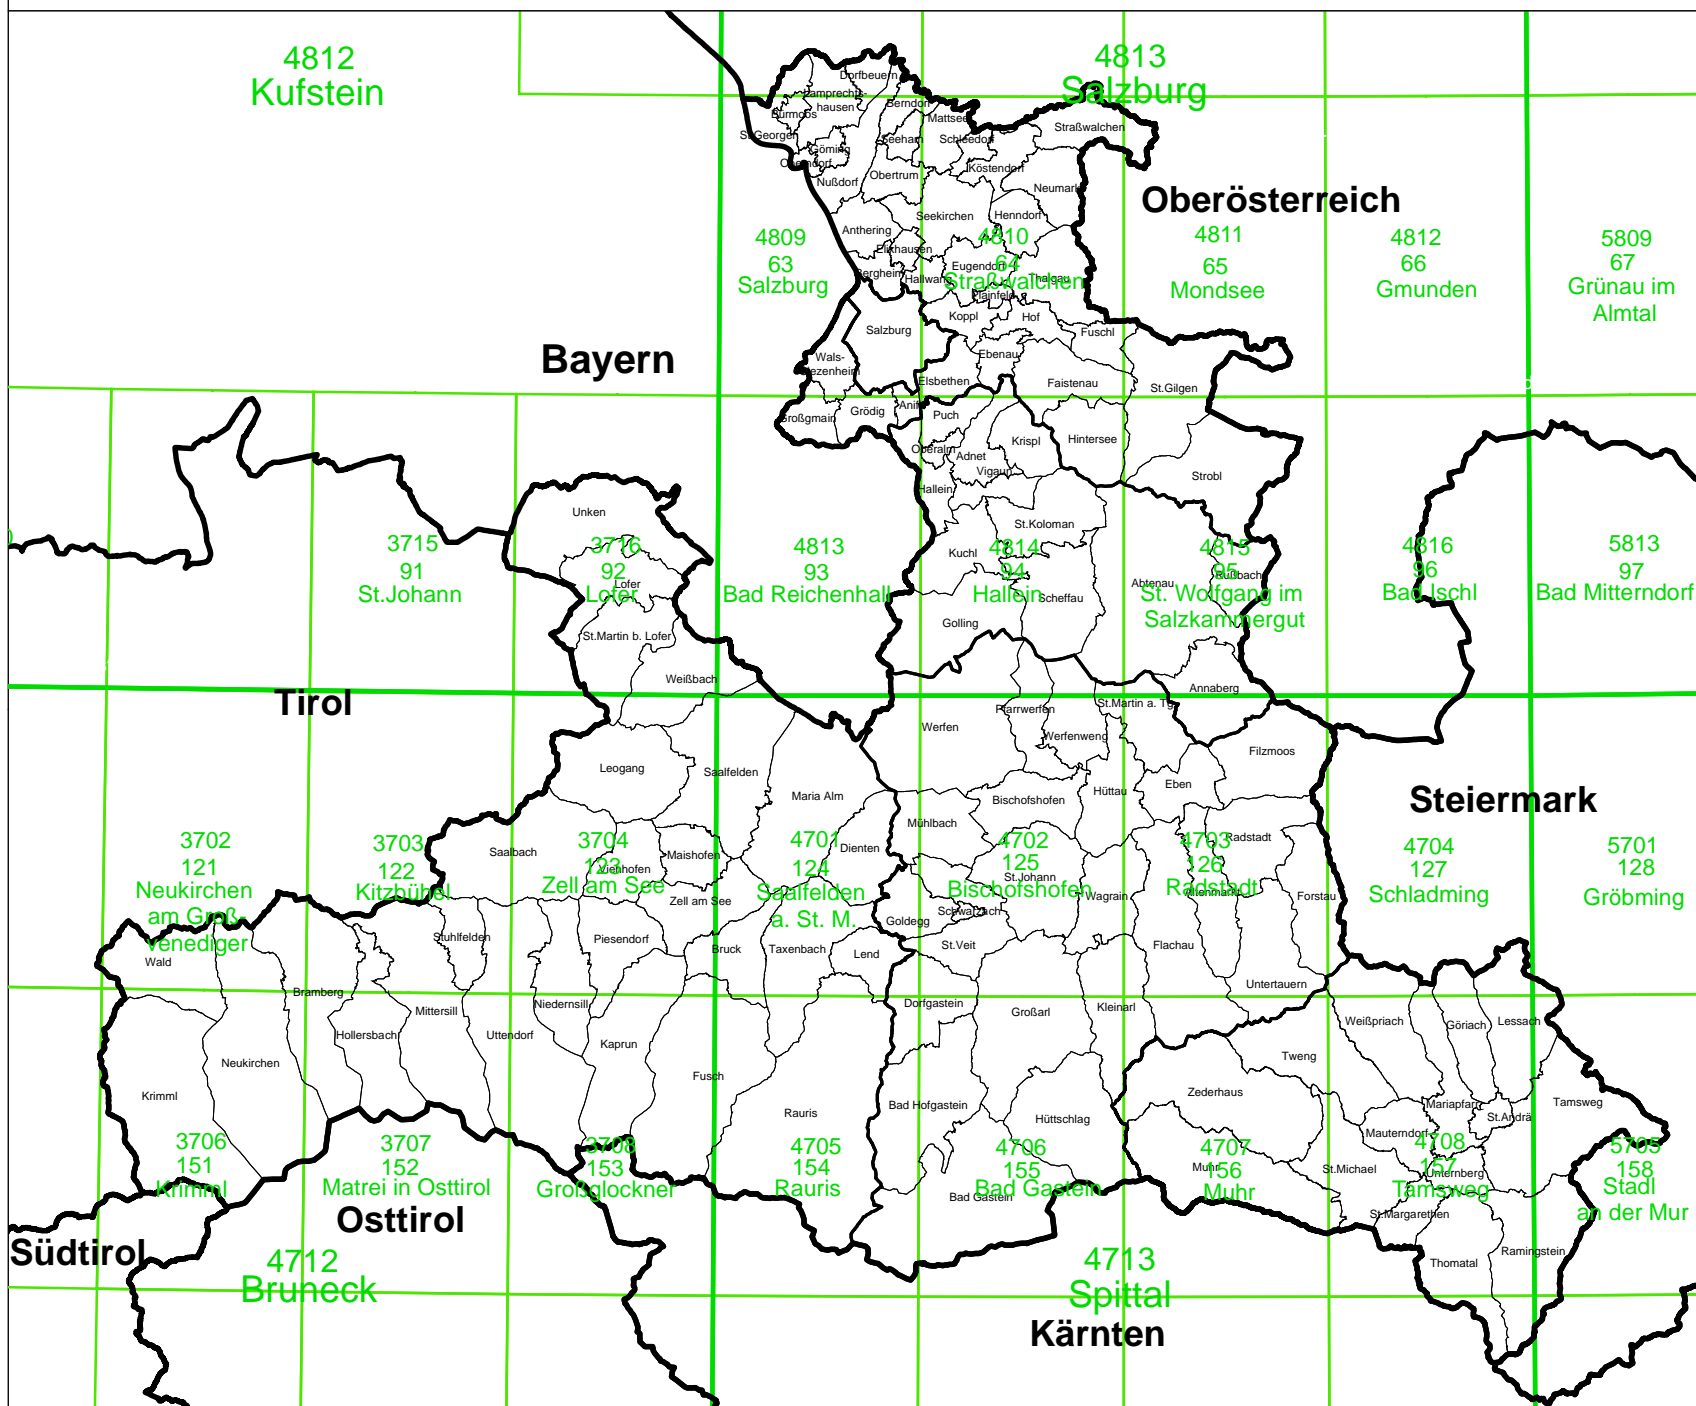 4812
Kufstein
4813
Salzburg
Dorfbeuern
Lamprechts-
hausen
Bürmoos
Berndorf
Mattsee
Straßwalchen
St.Georgen
Göming
Seeham
Schleedorf
Oberndorf
Köstendorf
Nußdorf
Obertrum
Neumarkt
Oberösterreich
Seekirchen
Henndorf
Anthering
Elixhausen
4809
63
Salzburg
4810
64
Straßwalchen
4811
65
Mondsee
4812
66
Gmunden
5809
67
Grünau im
Almtal
Bergheim
Hallwang
Eugendorf
Thalgau
Plainfeld
Koppl
Hof
Fuschl
Salzburg
Bayern
Wals-
Siezenheim
Ebenau
Elsbethen
Faistenau
St.Gilgen
Großgmain
Grödig
Anif
Puch
Krispl
Hintersee
Oberalm
Adnet
Vigaun
Strobl
Hallein
Unken
St.Koloman
3715
91
St.Johann
3716
92
Lofer
Lofer
4813
93
Bad Reichenhall
Kuchl
4814
94
Hallein
Scheffau
4815
95
St. Wolfgang im
Salzkammergut
Abtenau
Rußbach
4816
96
Bad Ischl
5813
97
Bad Mitterndorf
Golling
St.Martin b. Lofer
Weißbach
Annaberg
Tirol
Pfarrwerfen
St.Martin a. Tg.
Werfen
Werfenweng
Filzmoos
Leogang
Saalfelden
Maria Alm
Bischofshofen
Hüttau
Eben
Steiermark
Mühlbach
Radstadt
3702
121
Neukirchen
am Groß-
venediger
3703
122
Kitzbühel
Saalbach
3704
123
Zell am See
Viehhofen
Maishofen
4701
124
Saalfelden
a. St. M.
Dienten
4702
125
Bischofshofen
St.Johann
4703
126
Radstadt
Altenmarkt
4704
127
Schladming
5701
128
Gröbming
Zell am See
Wagrain
Forstau
Goldegg
Schwarzach
Wald
Stuhlfelden
Piesendorf
Bruck
Taxenbach
Lend
St.Veit
Flachau
Bramberg
Untertauern
Mittersill
Niedernsill
Dorfgastein
Großarl
Kleinarl
Hollersbach
Uttendorf
Kaprun
Weißpriach
Göriach
Lessach
Neukirchen
Tweng
Fusch
Krimml
Zederhaus
Rauris
Bad Hofgastein
Hüttschlag
Mariapfarr
St.Andrä
Tamsweg
Mauterndorf
3706
151
Krimml
3707
152
Matrei in Osttirol
3708
153
Großglockner
4705
154
Rauris
4706
155
Bad Gastein
Bad Gastein
4707
156
Muhr
Muhr
St.Michael
4708
157
Tamsweg
Unternberg
5705
158
Stadl
an der Mur
Osttirol
St.Margarethen
Südtirol
4712
Bruneck
4713
Spittal
Thomatal
Ramingstein
Kärnten